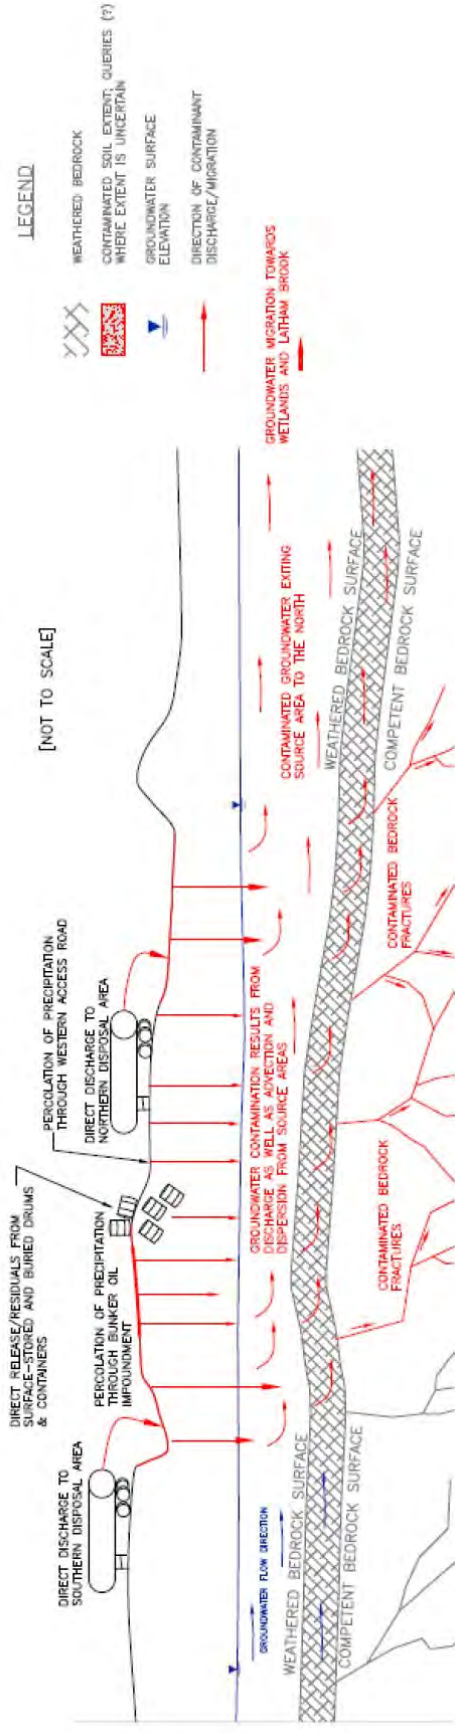 LEGEND
WEATHERED BEDROCK
CONTAMINATED SOIL EXTENT; QUERIES (?)
WHERE EXTENT IS UNCERTAIN
GROUNDWATER SURFACE
ELEVATION
DIRECTION OF CONTAMINANT
DISCHARGE/MIGRATION
[NOT TO SCALE]
DIRECT RELEASE/RESIDUALS FROM
SURFACE-STORED AND BURIED DRUMS
& CONTAINERS
PERCOLATION OF PRECIPITATION
THROUGH WESTERN ACCESS ROAD
DIRECT DISCHARGE TO
SOUTHERN DISPOSAL AREA
PERCOLATION OF PRECIPITATION
THROUGH BUNKER OIL
IMPOUNDMENT
DIRECT DISCHARGE TO
NORTHERN DISPOSAL AREA
GROUNDWATER FLOW DIRECTION
GROUNDWATER CONTAMINATION RESULTS FROM
DISCHARGE AS WELL AS ADVECTION AND
DISPERSION FROM SOURCE AREAS
CONTAMINATED GROUNDWATER EXITING
SOURCE AREA TO THE NORTH
GROUNDWATER MIGRATION TOWARDS
WETLANDS AND LATHAM BROOK
WEATHERED BEDROCK SURFACE
COMPETENT BEDROCK SURFACE
CONTAMINATED BEDROCK
FRACTURES
CONTAMINATED BEDROCK
FRACTURES
WEATHERED BEDROCK SURFACE
COMPETENT BEDROCK SURFACE